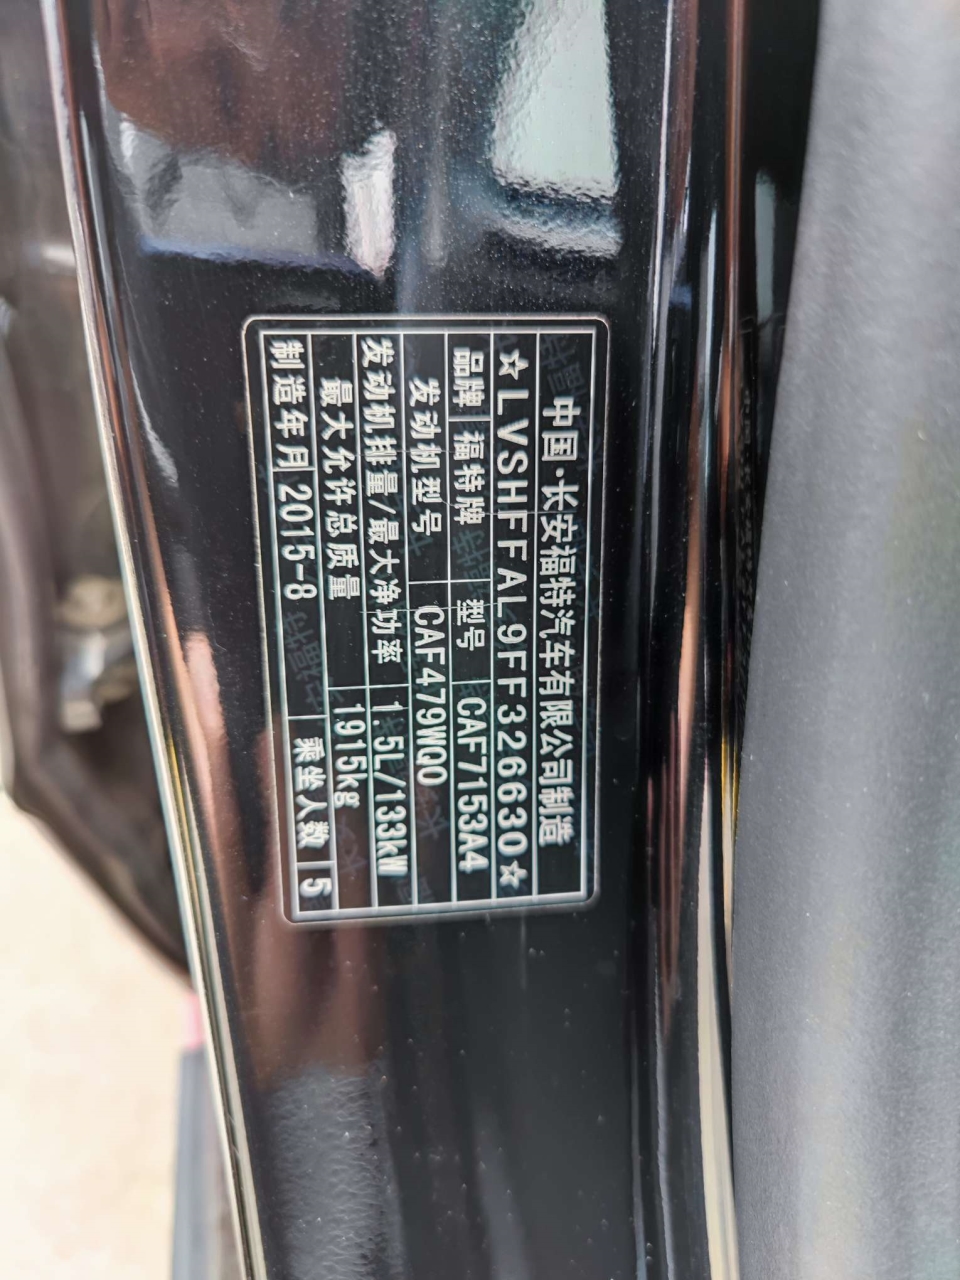 中国·长安福特汽车有限公司制造
☆LVSHFFAL9FF326630☆
品牌 福特牌 型号 CAF7153A4
发动机型号 CAF479WQ0
发动机排量/最大净功率 1.5L/133kW
最大允许总质量 1915kg
制造年月 2015-8 乘坐人数 5